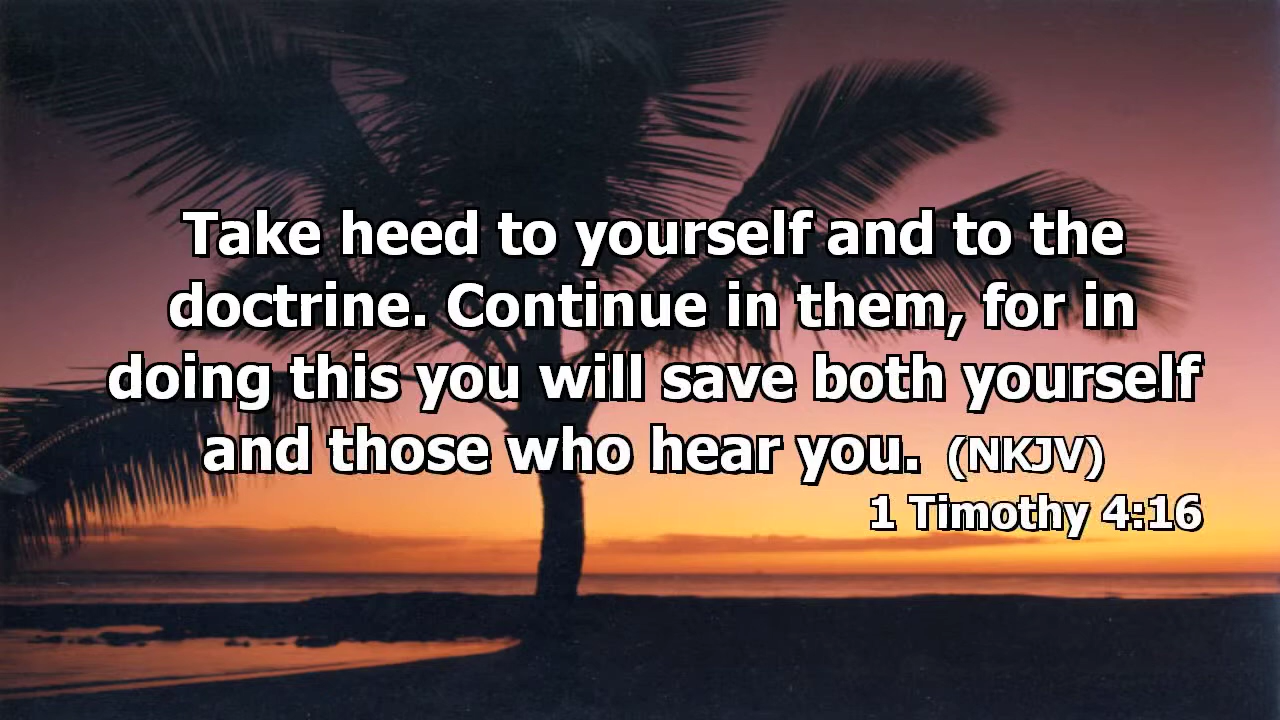 Take heed to yourself and to the
doctrine. Continue in them, for in
doing this you will save both yourself
and those who hear you. (NKJV)
1 Timothy 4:16